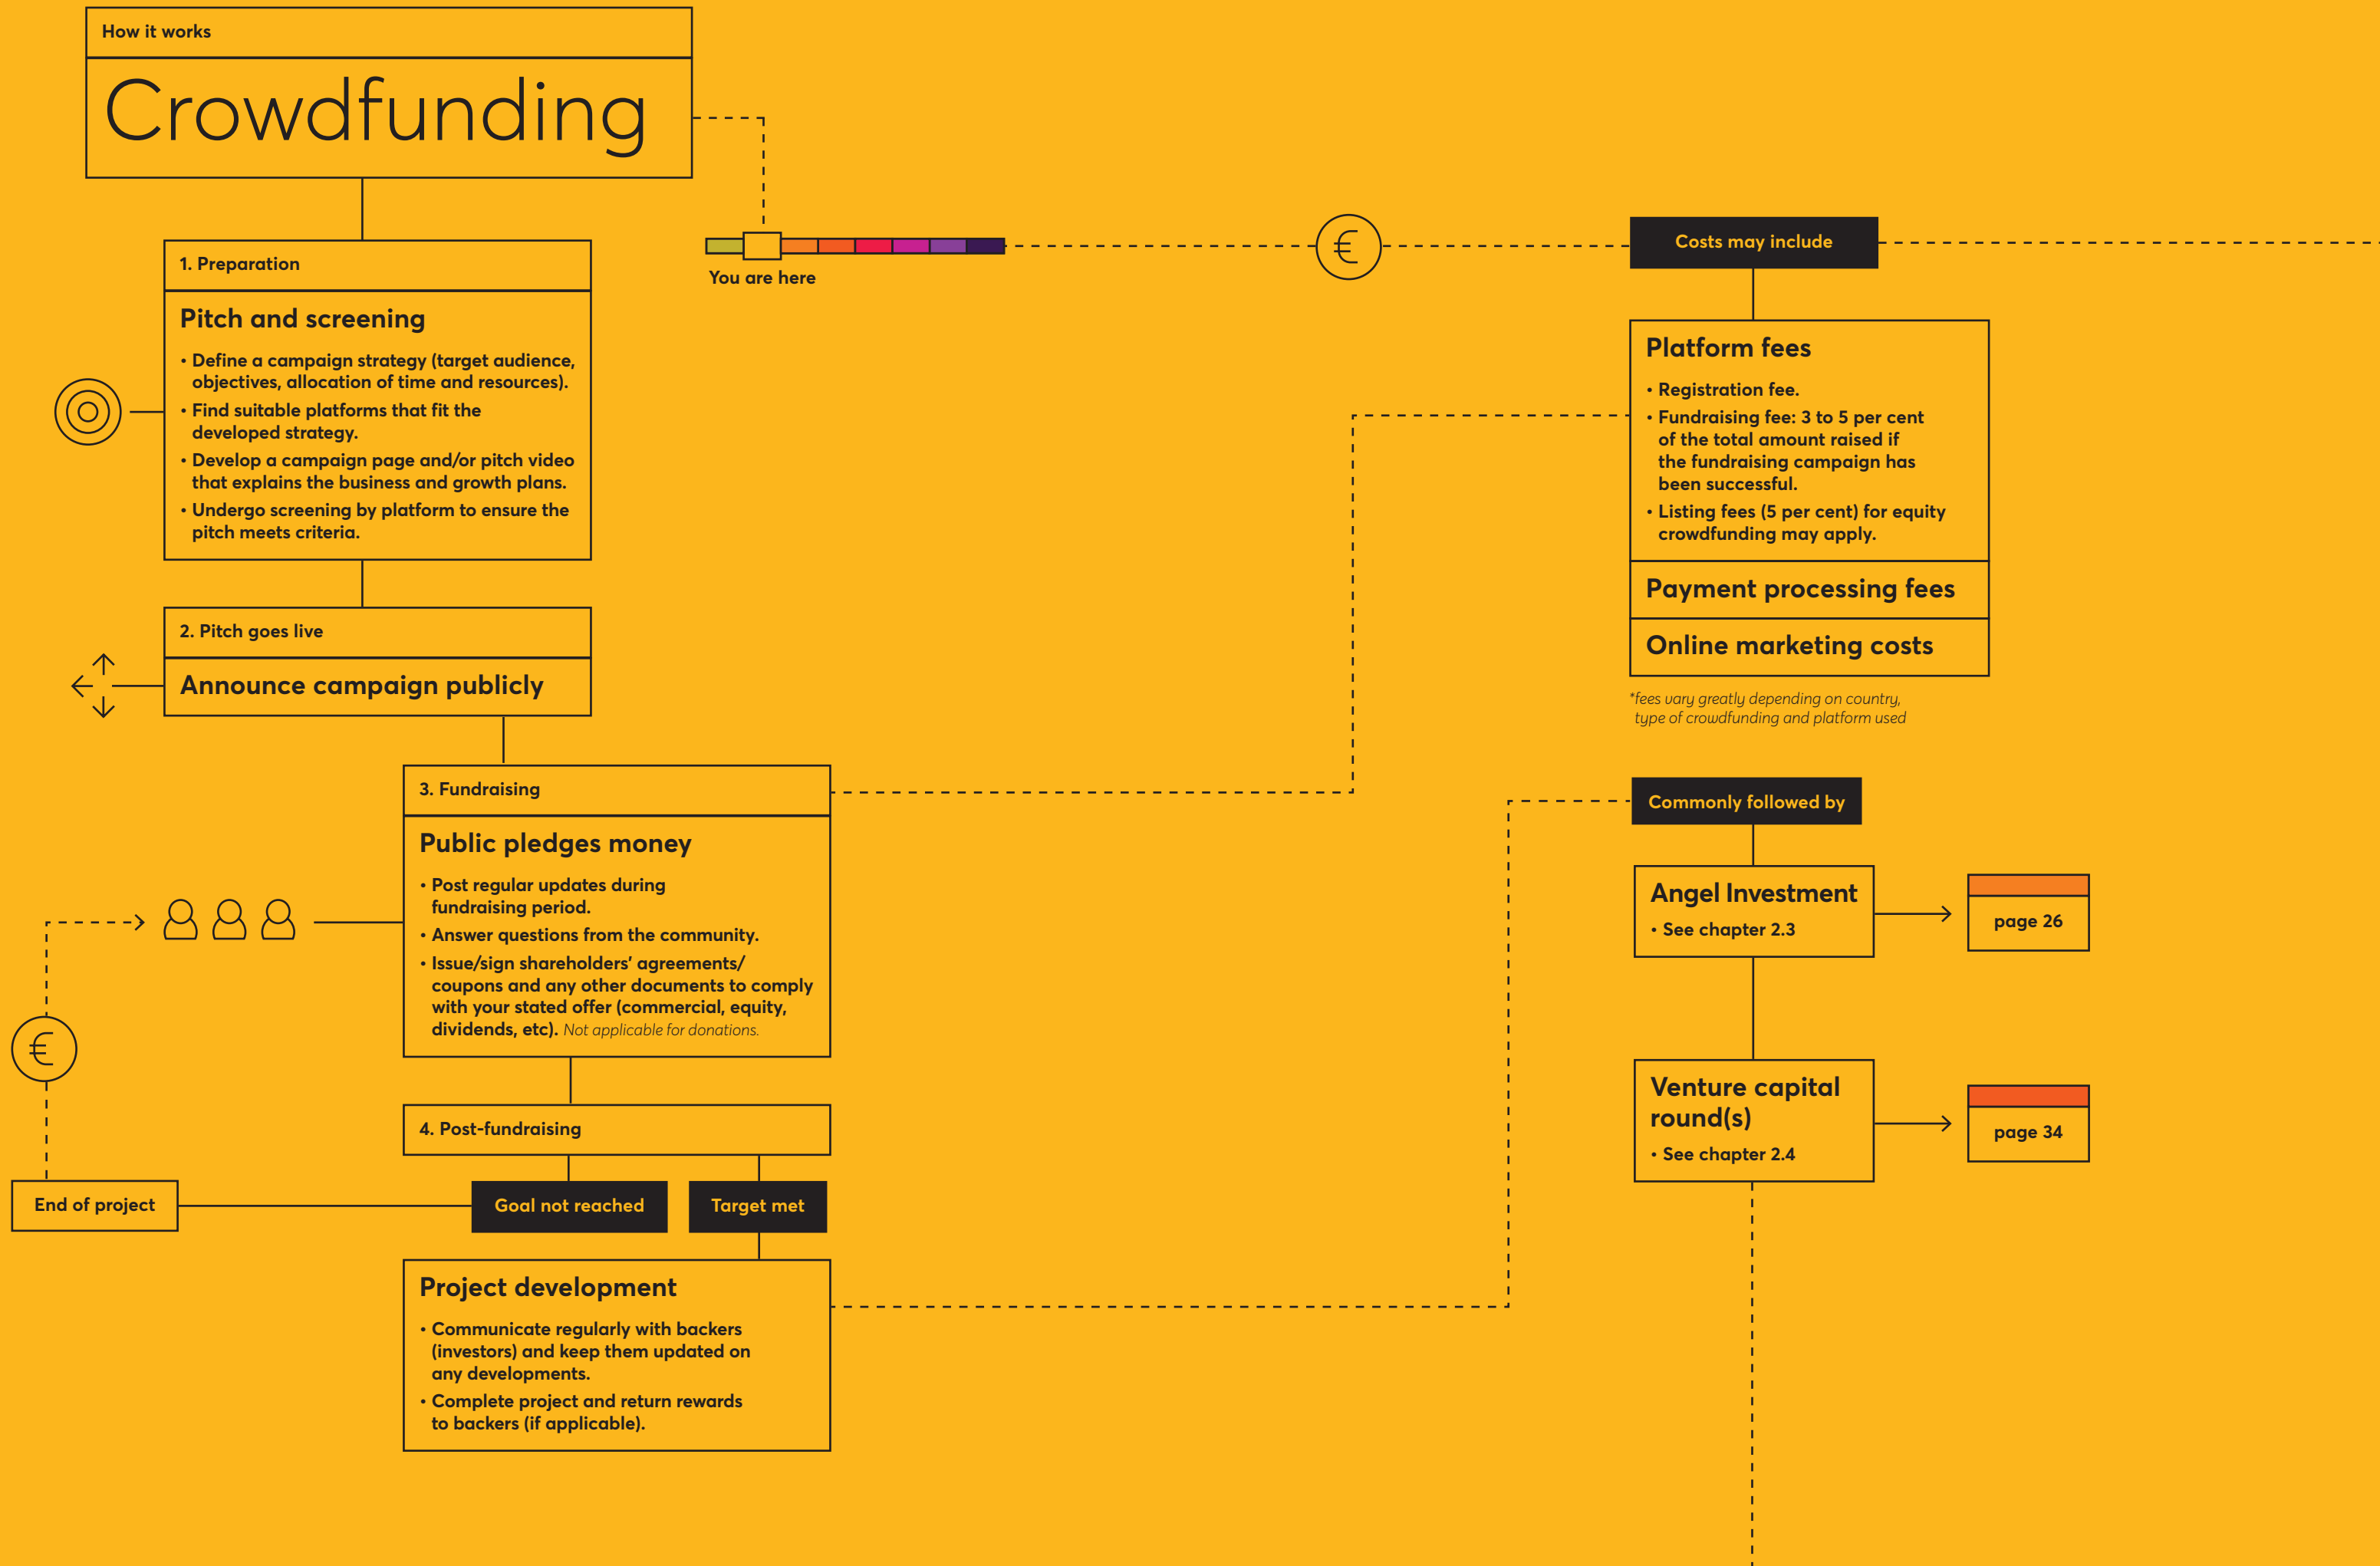 How it works
Crowdfunding
You are here
1. Preparation
Pitch and screening
• Define a campaign strategy (target audience,
objectives, allocation of time and resources).
• Find suitable platforms that fit the
developed strategy.
• Develop a campaign page and/or pitch video
that explains the business and growth plans.
• Undergo screening by platform to ensure the
pitch meets criteria.
2. Pitch goes live
Announce campaign publicly
3. Fundraising
Public pledges money
• Post regular updates during
fundraising period.
• Answer questions from the community.
• Issue/sign shareholders’ agreements/
coupons and any other documents to comply
with your stated offer (commercial, equity,
dividends, etc). Not applicable for donations.
€
4. Post-fundraising
End of project
Goal not reached
Target met
Project development
• Communicate regularly with backers
(investors) and keep them updated on
any developments.
• Complete project and return rewards
to backers (if applicable).
€
Costs may include
Platform fees
• Registration fee.
• Fundraising fee: 3 to 5 per cent
of the total amount raised if
the fundraising campaign has
been successful.
• Listing fees (5 per cent) for equity
crowdfunding may apply.
Payment processing fees
Online marketing costs
*fees vary greatly depending on country,
type of crowdfunding and platform used
Commonly followed by
Angel Investment
• See chapter 2.3
page 26
Venture capital
round(s)
• See chapter 2.4
page 34